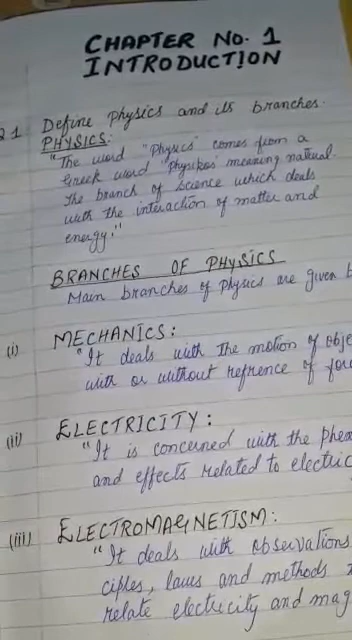 CHAPTER No. 1
INTRODUCTION
Q1 Define Physics and its branches.
PHYSICS:
"The word "Physics" comes from a
Greek word "Physikos" meaning natural.
The branch of science which deals
with the interaction of matter and
energy."
BRANCHES OF PHYSICS
Main branches of Physics are given b
(i) MECHANICS:
"It deals with the motion of obje
with or without refrence of for
(ii) ELECTRICITY:
"It is concerned with the phen
and effects related to electric
(iii) ELECTROMAGNETISM:
"It deals with observations
ciples, laws and methods
relate electricity and mag